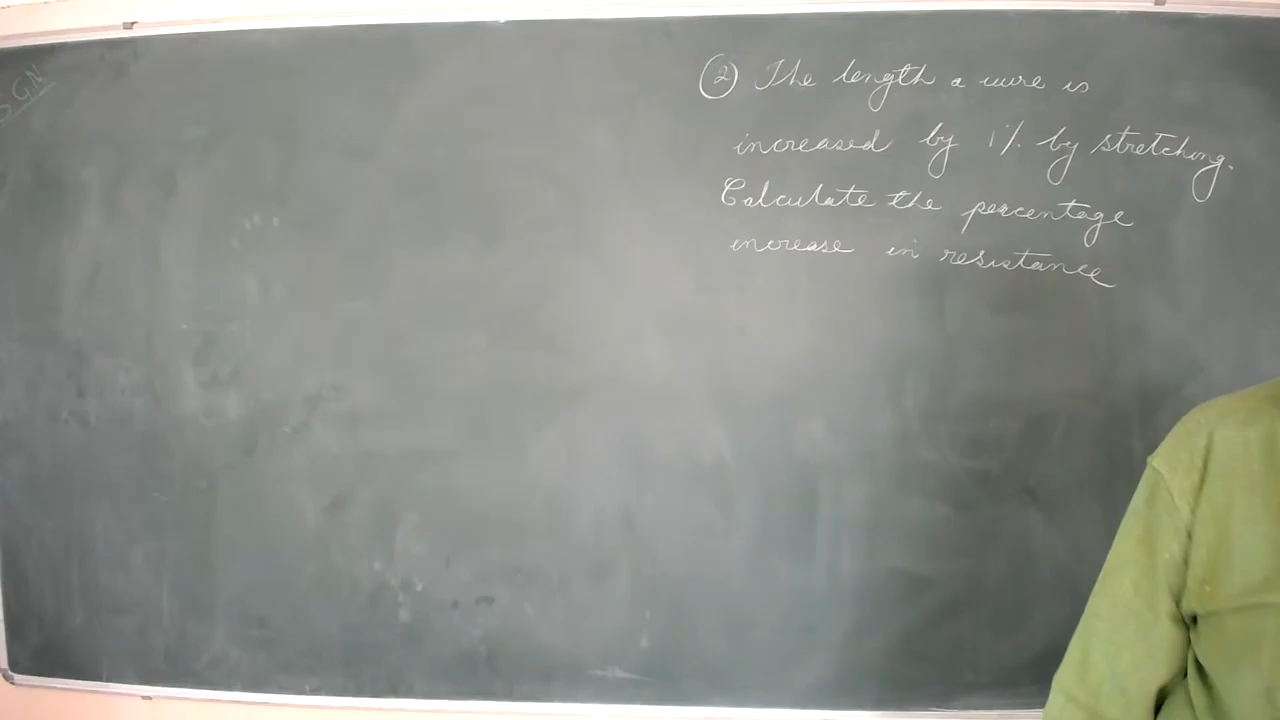 S.G.N
② The length a wire is
increased by 1% by stretching.
Calculate the percentage
increase in resistance